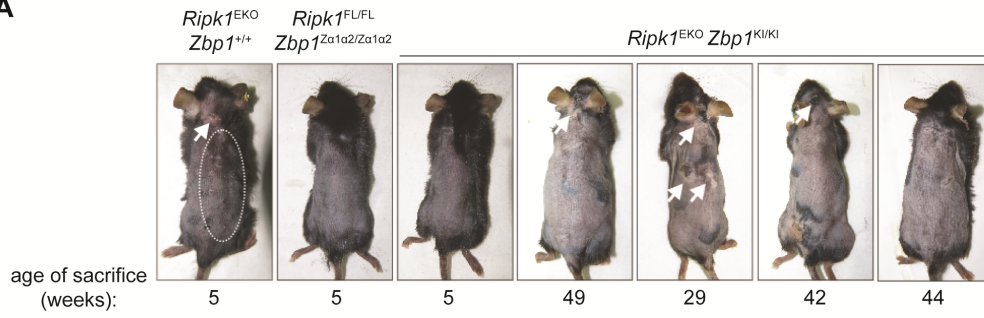 A
Ripk1EKO
Zbp1+/+
Ripk1FL/FL
Zbp1Zα1α2/Zα1α2
Ripk1EKO Zbp1KI/KI
age of sacrifice
(weeks):
5 5 5 49 29 42 44